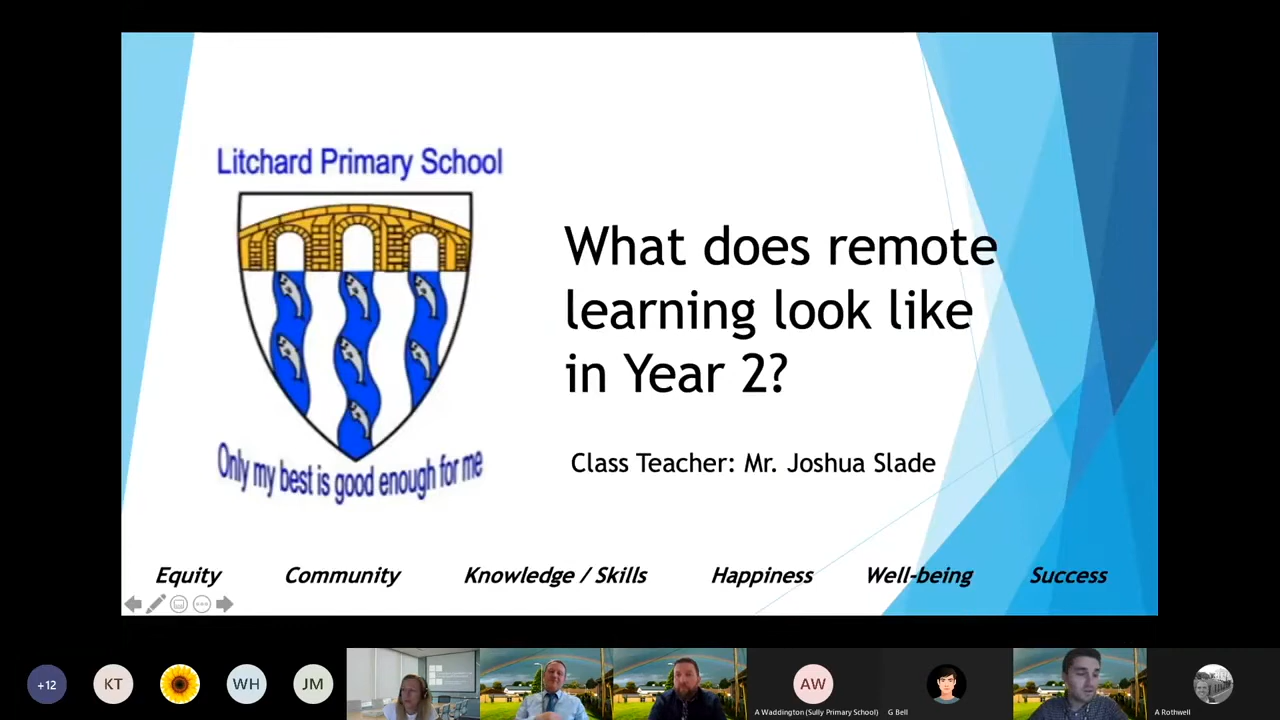 Litchard Primary School
Only my best is good enough for me
What does remote
learning look like
in Year 2?
Class Teacher: Mr. Joshua Slade
Equity
Community
Knowledge / Skills
Happiness
Well-being
Success
+12
KT
WH
JM
AW
A Waddington (Sully Primary School)
G Bell
A Rothwell